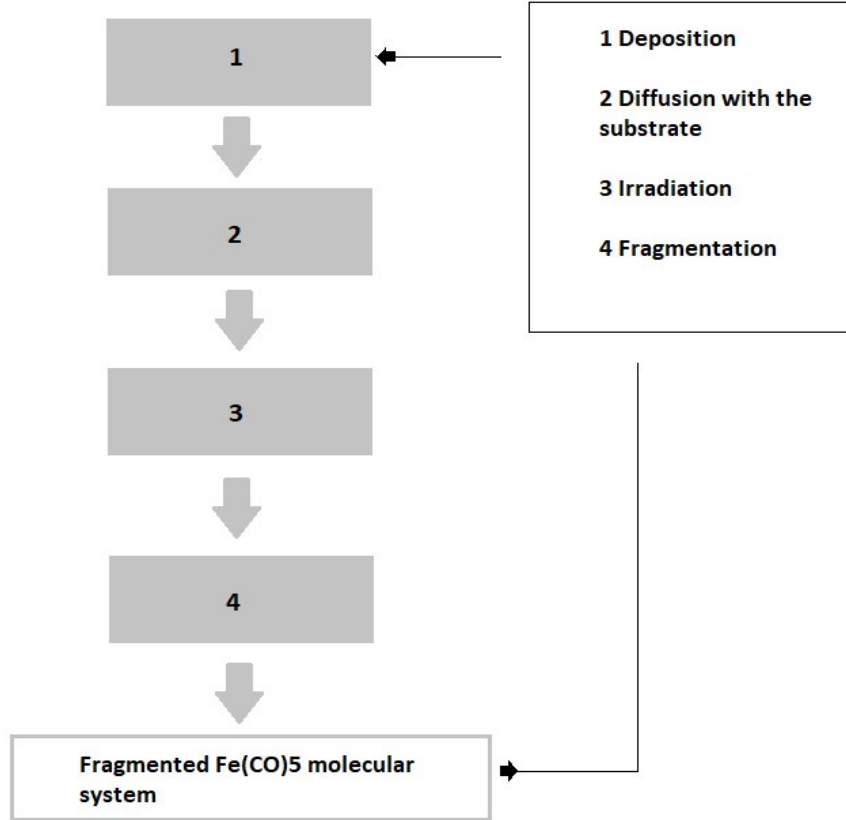 1
2
3
4
Fragmented Fe(CO)5 molecular
system
1 Deposition
2 Diffusion with the
substrate
3 Irradiation
4 Fragmentation